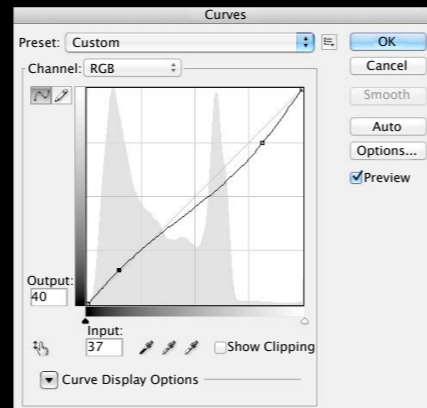 Curves
Preset: Custom
OK
Channel: RGB
Cancel
Smooth
Auto
Options...
Preview
Output:
40
Input:
37
Show Clipping
Curve Display Options